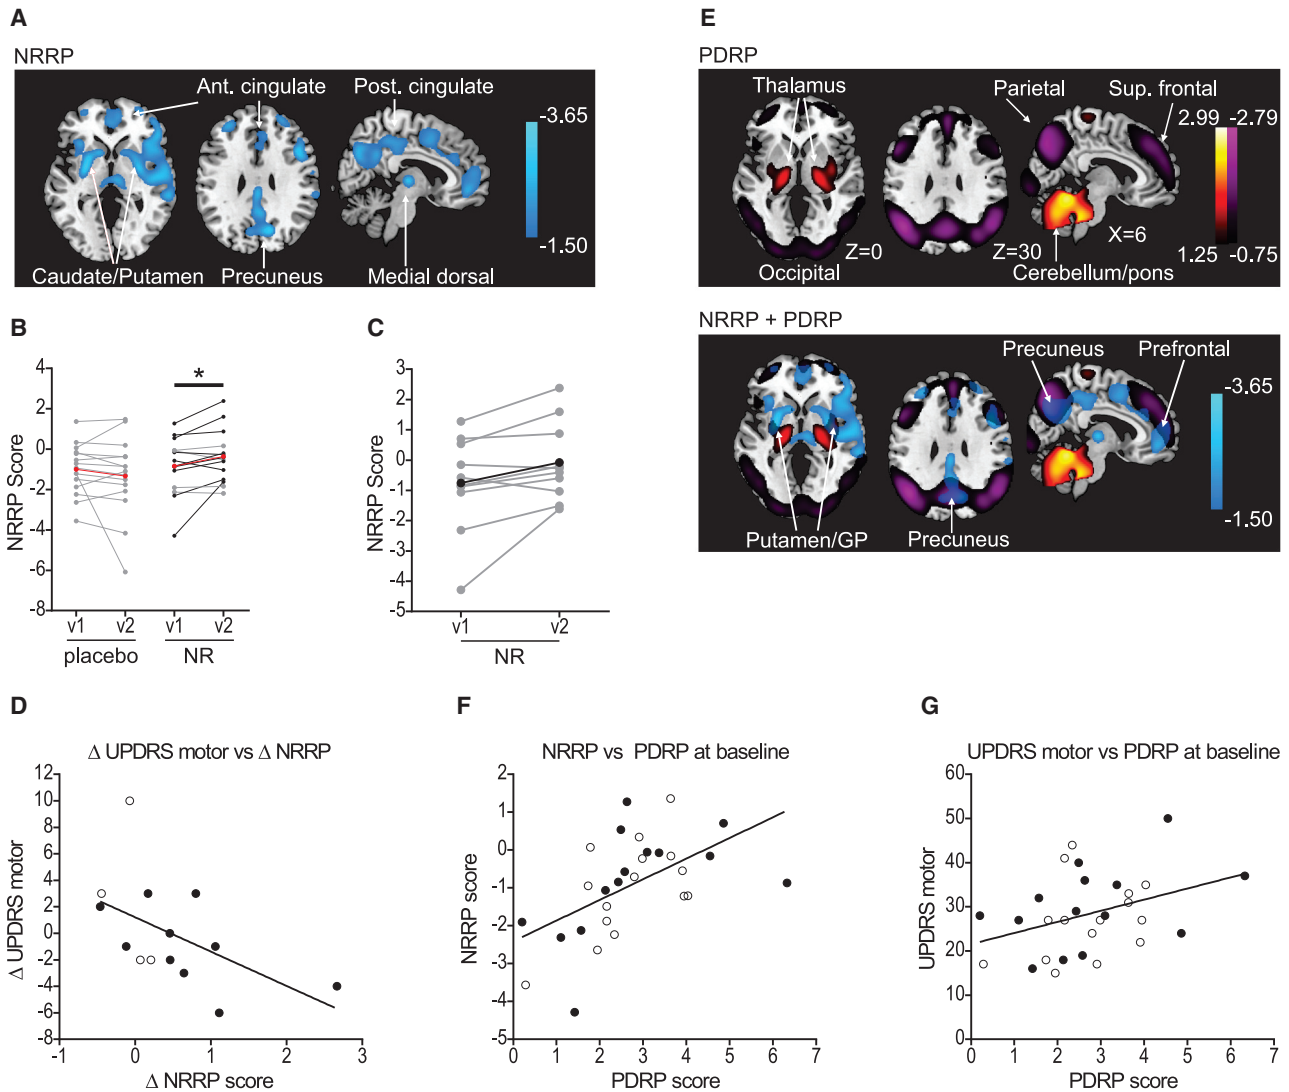 A
NRRP
Ant. cingulate
Post. cingulate
-3.65
-1.50
Caudate/Putamen
Precuneus
Medial dorsal
B
NRRP Score
4
2
0
-2
-4
-6
-8
*
v1
v2
v1
v2
placebo
NR
C
NRRP Score
3
2
1
0
-1
-2
-3
-4
-5
v1
v2
NR
E
PDRP
Thalamus
Parietal
Sup. frontal
2.99
-2.79
Z=0
Z=30
X=6
1.25
-0.75
Occipital
Cerebellum/pons
NRRP + PDRP
Precuneus
Prefrontal
-3.65
-1.50
Putamen/GP
Precuneus
D
Δ UPDRS motor vs Δ NRRP
Δ UPDRS motor
12
10
8
6
4
2
0
-2
-4
-6
-8
-1
0
1
2
3
Δ NRRP score
F
NRRP vs PDRP at baseline
NRRP score
2
1
0
-1
-2
-3
-4
-5
0
1
2
3
4
5
6
7
PDRP score
G
UPDRS motor vs PDRP at baseline
UPDRS motor
60
50
40
30
20
10
0
0
1
2
3
4
5
6
7
PDRP score